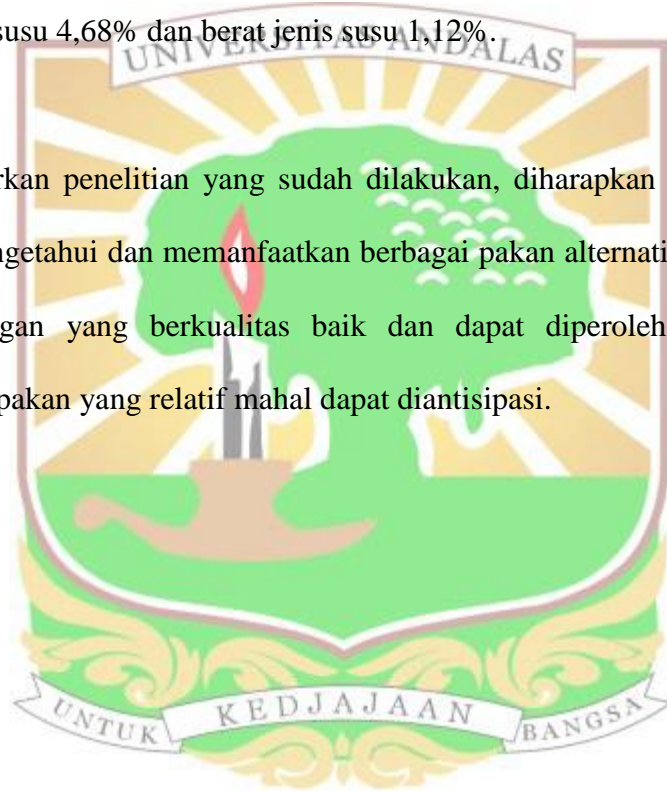 susu 4,68% dan berat jenis susu 1,12%.
UNIVERSITAS ANDALAS
rkan penelitian yang sudah dilakukan, diharapkan
ngetahui dan memanfaatkan berbagai pakan alternati
gan yang berkualitas baik dan dapat diperoleh
pakan yang relatif mahal dapat diantisipasi.
UNTUK KEDJAJAAN BANGSA